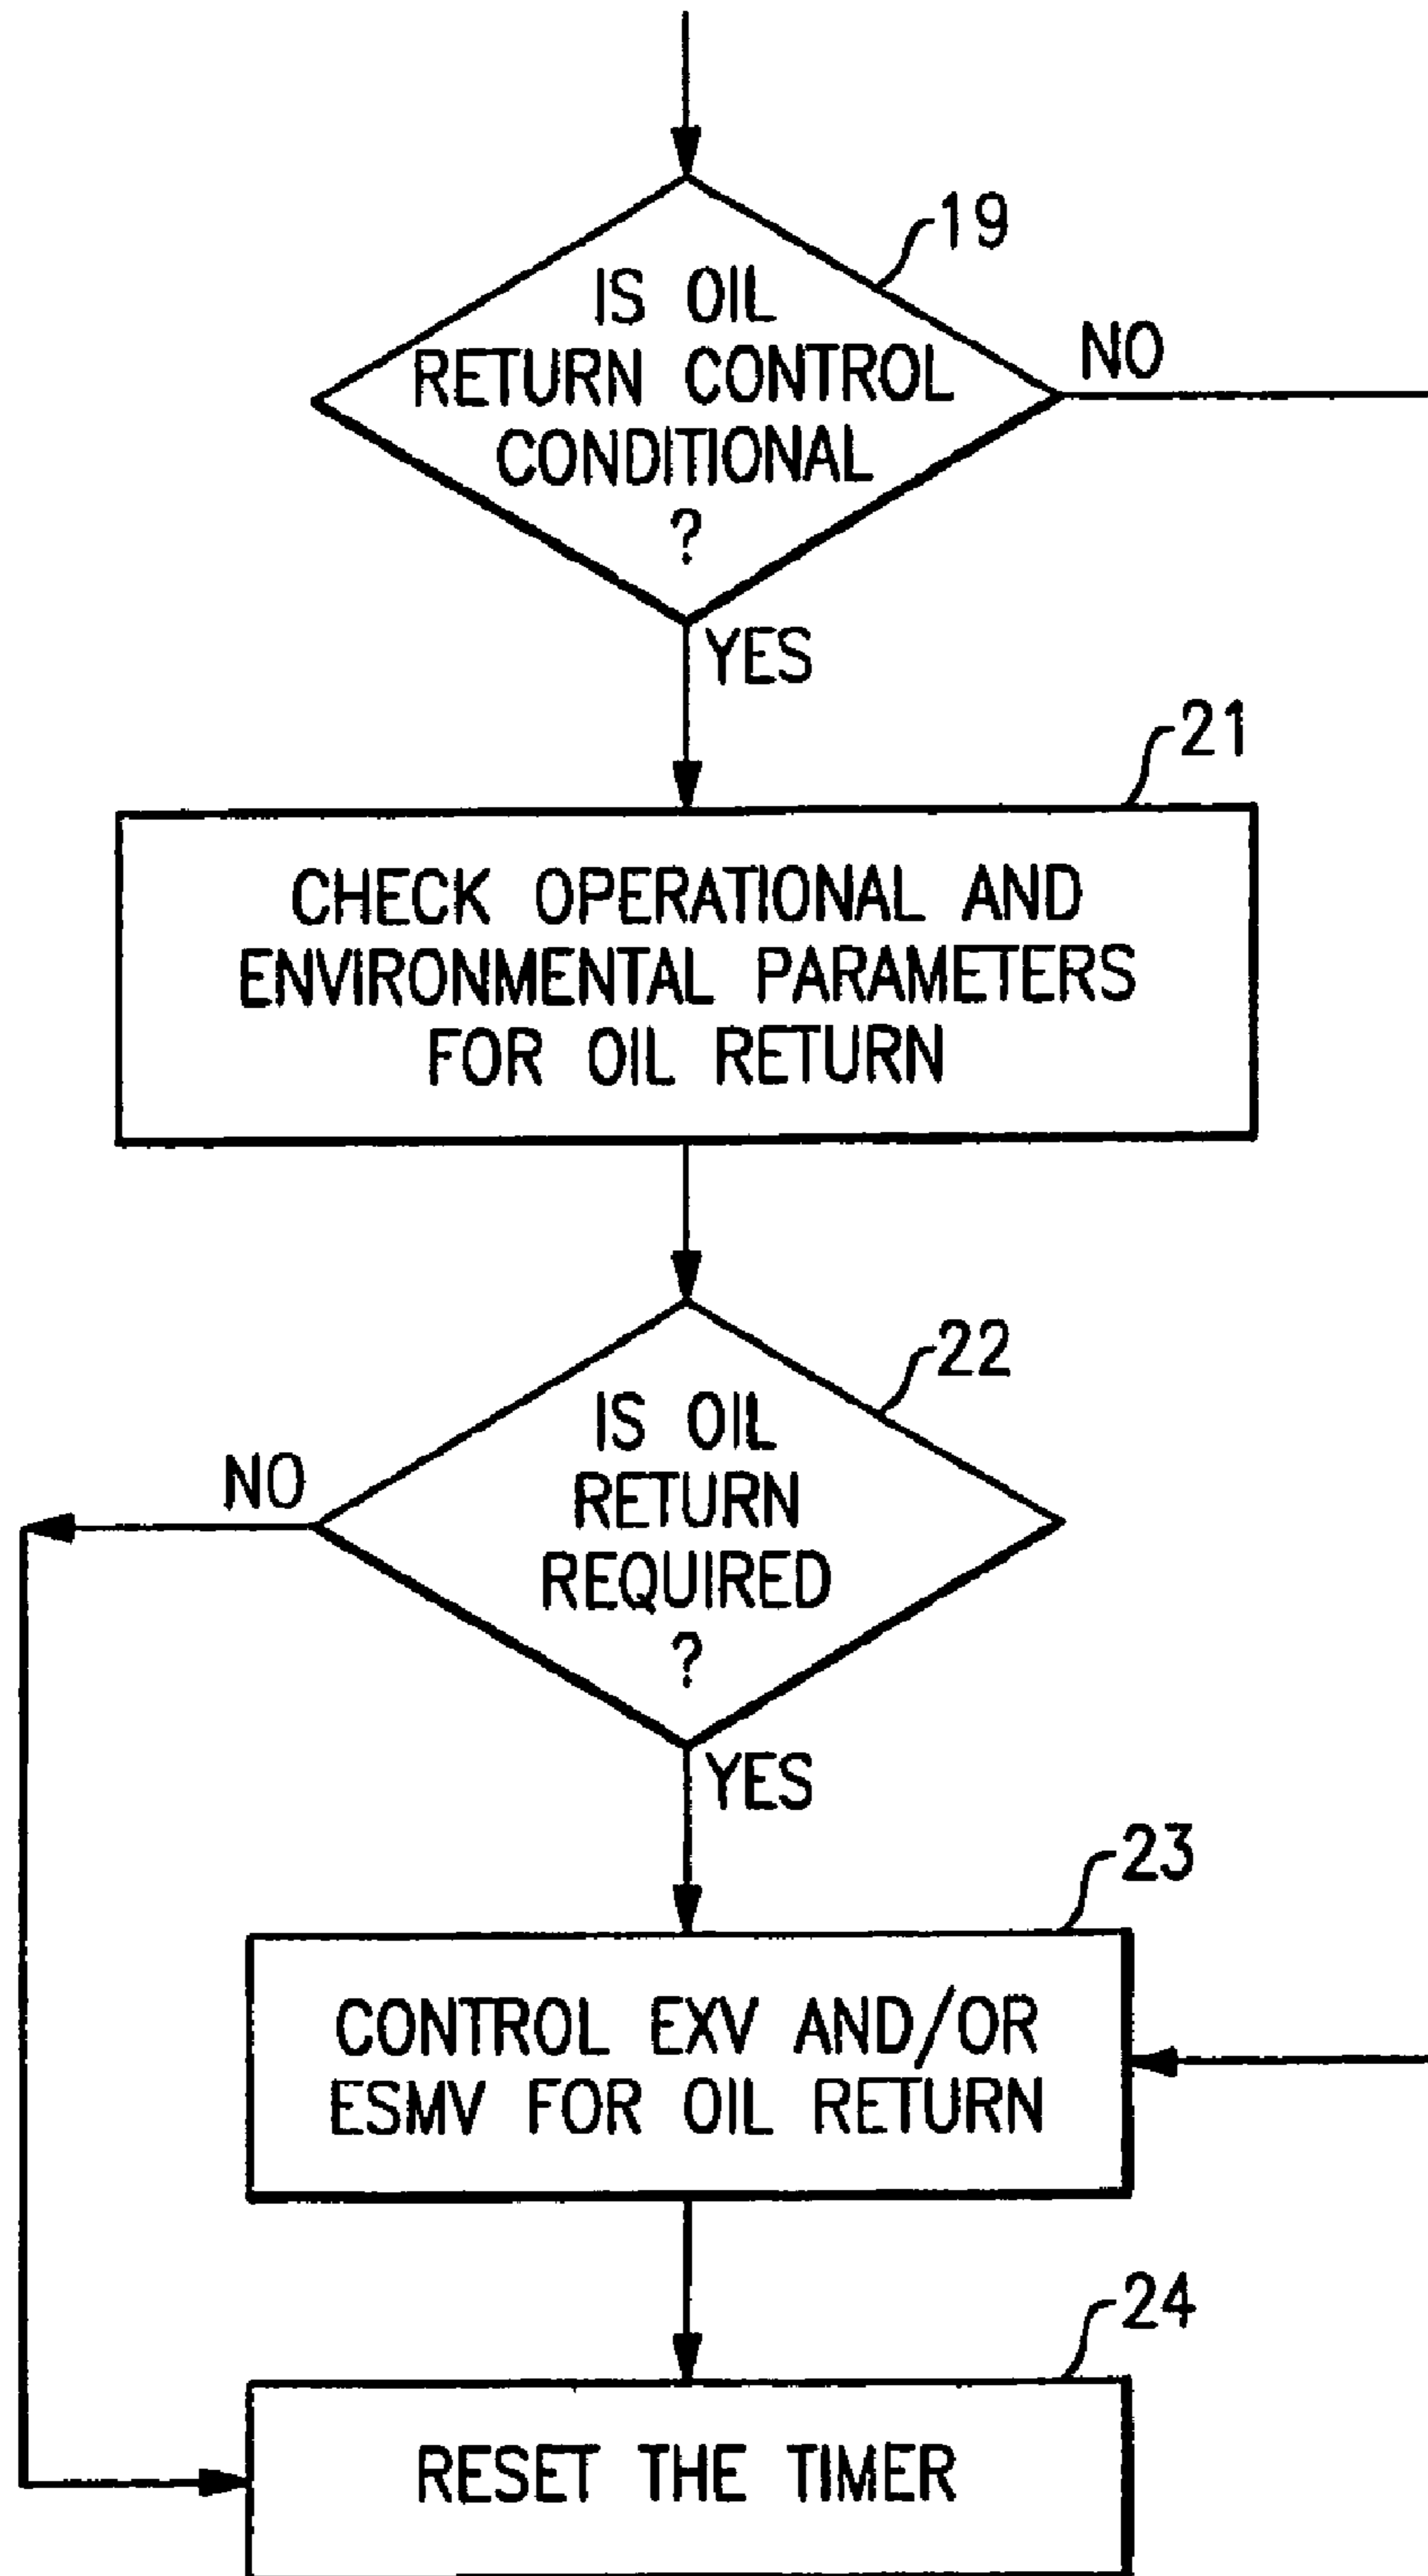 19
IS OIL
RETURN CONTROL
CONDITIONAL
?
NO
YES
21
CHECK OPERATIONAL AND
ENVIRONMENTAL PARAMETERS
FOR OIL RETURN
22
IS OIL
RETURN
REQUIRED
?
NO
YES
23
CONTROL EXV AND/OR
ESMV FOR OIL RETURN
24
RESET THE TIMER